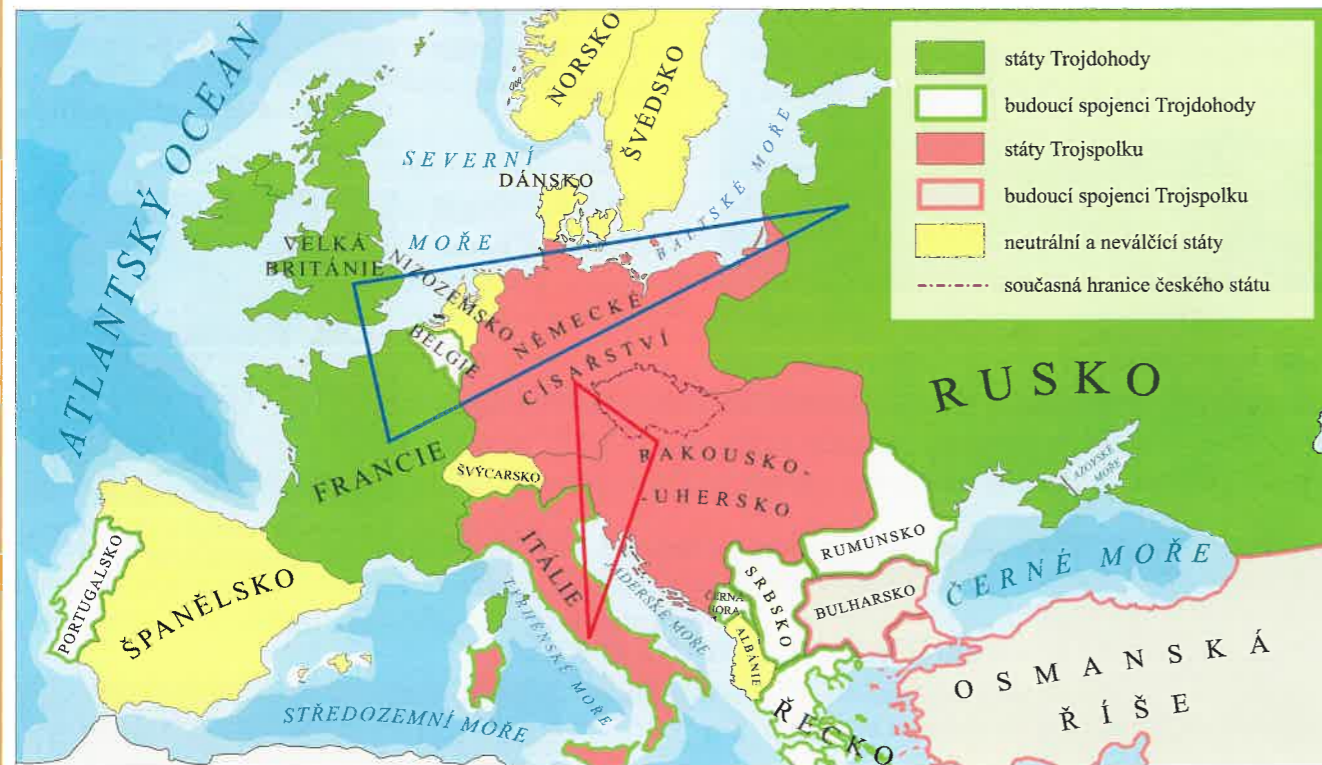 ATLANTSKÝ OCEÁN
NORSKO
ŠVÉDSKO
SEVERNÍ
MOŘE
DÁNSKO
BALTSKÉ MOŘE
VELKÁ
BRITÁNIE
NIZOZEMSKO
BELGIE
NĚMECKÉ
CÍSAŘSTVÍ
RUSKO
FRANCIE
ŠVÝCARSKO
RAKOUSKO-
-UHERSKO
AZOVSKÉ
MOŘE
ITÁLIE
RUMUNSKO
ČERNÉ MOŘE
PORTUGALSKO
ŠPANĚLSKO
TYRHÉNSKÉ MOŘE
JADERSKÉ MOŘE
ČERNÁ
HORA
SRBSKO
BULHARSKO
ALBÁNIE
STŘEDOZEMNÍ MOŘE
ŘECKO
OSMANSKÁ
ŘÍŠE
státy Trojdohody
budoucí spojenci Trojdohody
státy Trojspolku
budoucí spojenci Trojspolku
neutrální a neválčící státy
současná hranice českého státu